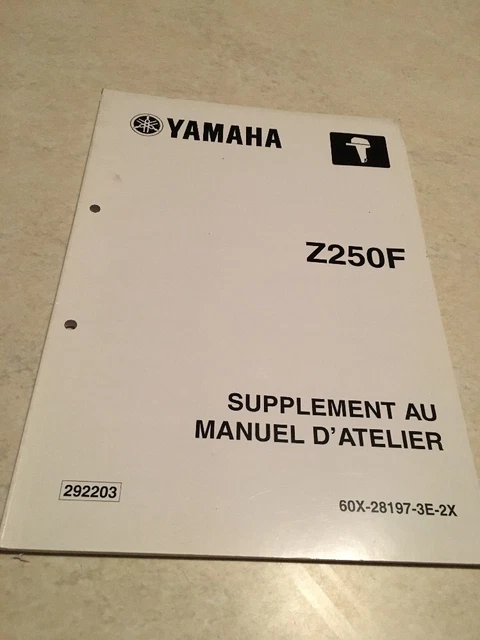 YAMAHA
Z250F
SUPPLEMENT AU
MANUEL D'ATELIER
292203
60X-28197-3E-2X